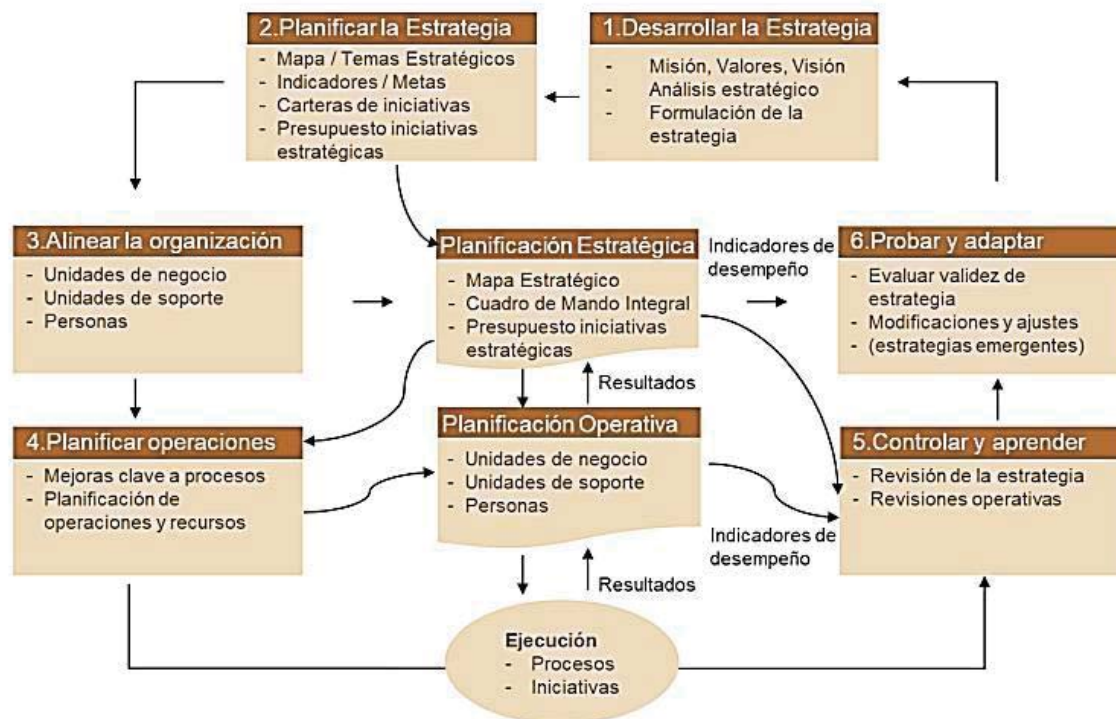 2.Planificar la Estrategia
- Mapa / Temas Estratégicos
- Indicadores / Metas
- Carteras de iniciativas
- Presupuesto iniciativas
estratégicas
1.Desarrollar la Estrategia
- Misión, Valores, Visión
- Análisis estratégico
- Formulación de la
estrategia
3.Alinear la organización
- Unidades de negocio
- Unidades de soporte
- Personas
Planificación Estratégica
- Mapa Estratégico
- Cuadro de Mando Integral
- Presupuesto iniciativas
estratégicas
Indicadores de
desempeño
6.Probar y adaptar
- Evaluar validez de
estrategia
- Modificaciones y ajustes
- (estrategias emergentes)
Resultados
4.Planificar operaciones
- Mejoras clave a procesos
- Planificación de
operaciones y recursos
Planificación Operativa
- Unidades de negocio
- Unidades de soporte
- Personas
Indicadores de
desempeño
5.Controlar y aprender
- Revisión de la estrategia
- Revisiones operativas
Resultados
Ejecución
- Procesos
- Iniciativas